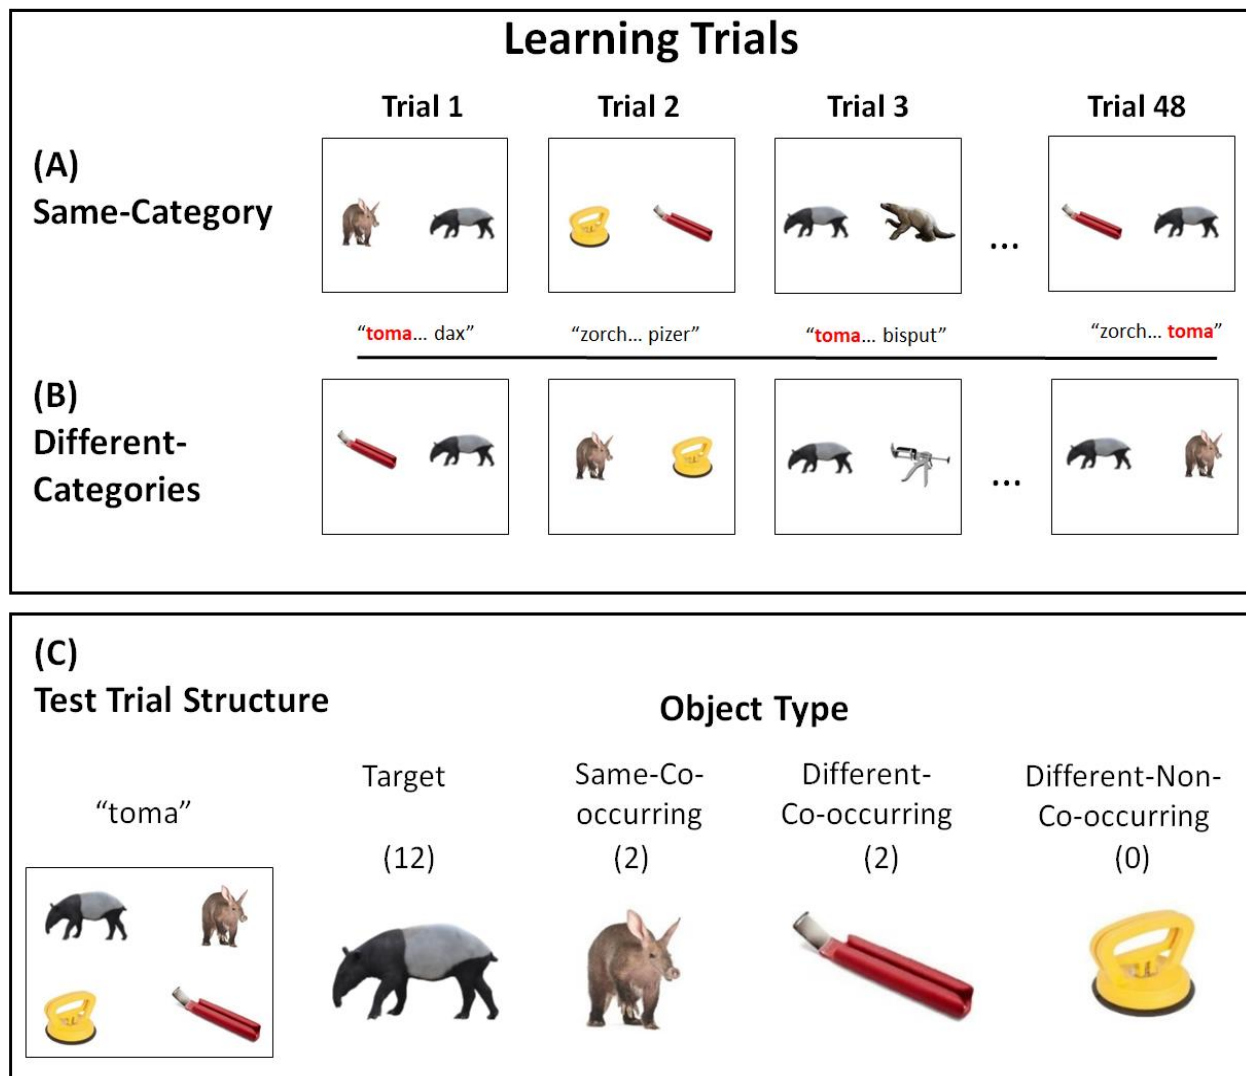 Learning Trials
Trial 1 Trial 2 Trial 3 Trial 48
(A)
Same-Category
...
“toma... dax” “zorch... pizer” “toma... bisput” “zorch... toma”
(B)
Different-
Categories
...
(C)
Test Trial Structure
Object Type
“toma”
Target
(12)
Same-Co-
occurring
(2)
Different-
Co-occurring
(2)
Different-Non-
Co-occurring
(0)